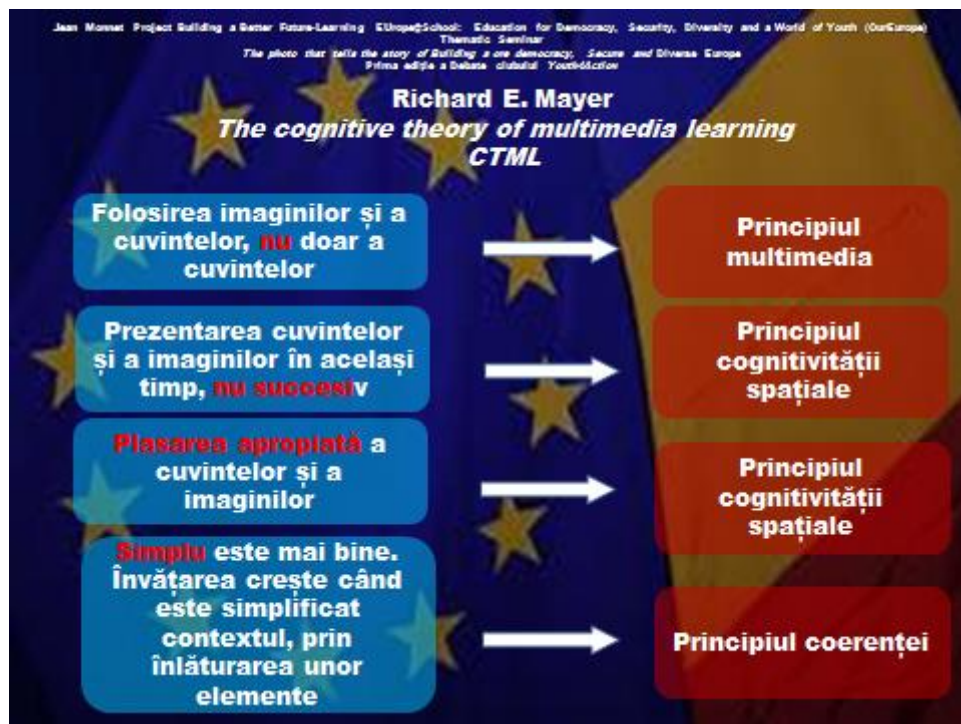 Jean Monnet Project Building a Better Future-Learning EUrope@School: Education for Democracy, Security, Diversity and a World of Youth (OurEurope)
Thematic Seminar
The photo that tells the story of Building a one democracy, Secure and Diverse Europe
Prima ediție a Debate clubului Youth4Action
Richard E. Mayer
The cognitive theory of multimedia learning
CTML
Folosirea imaginilor și a
cuvintelor, nu doar a
cuvintelor
Principiul
multimedia
Prezentarea cuvintelor
și a imaginilor în același
timp, nu succesiv
Principiul
cognitivității
spațiale
Plasarea apropiată a
cuvintelor și a
imaginilor
Principiul
cognitivității
spațiale
Simplu este mai bine.
Învățarea crește când
este simplificat
contextul, prin
înlăturarea unor
elemente
Principiul coerenței